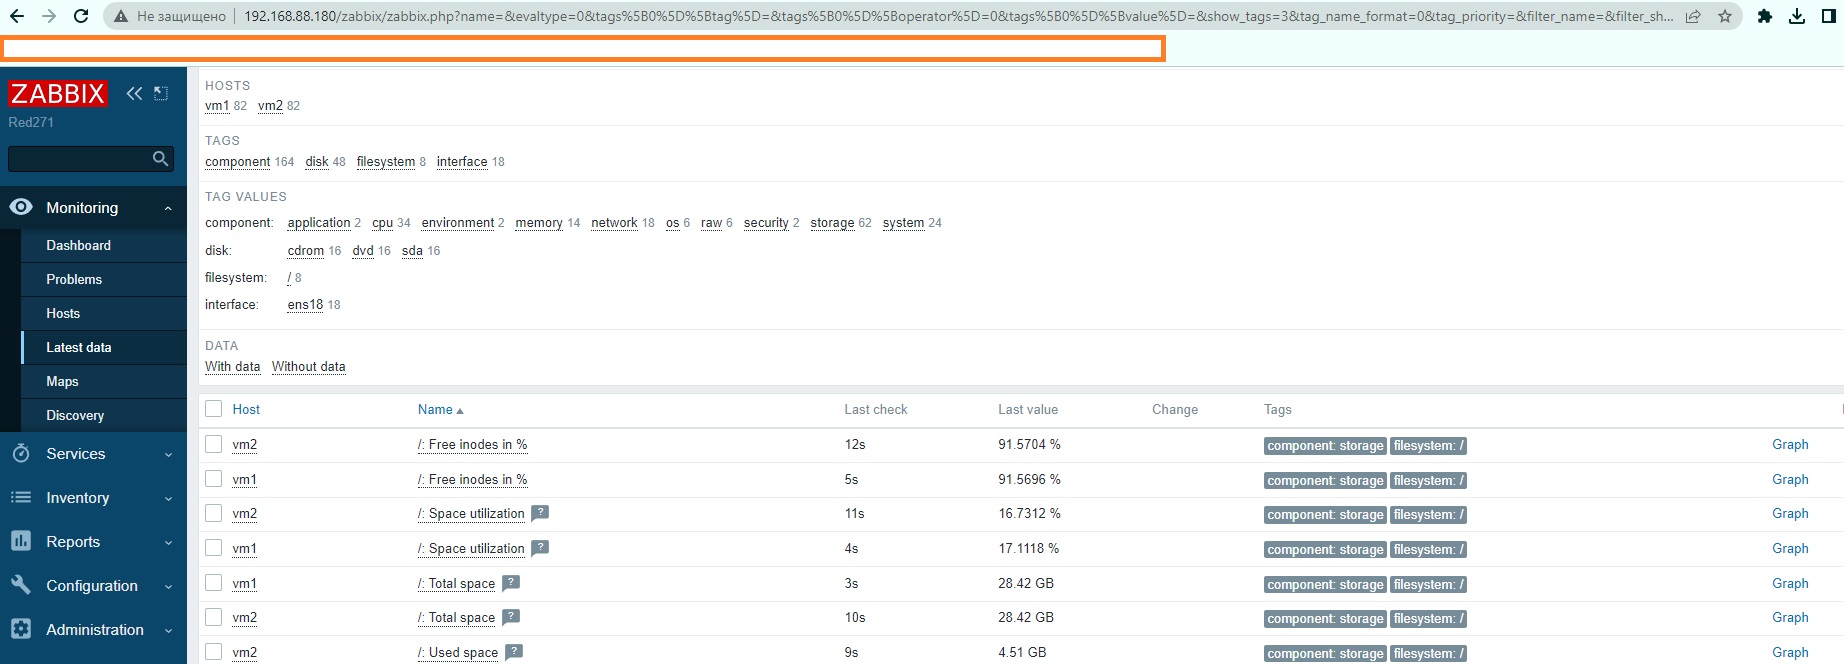 Не защищено 192.168.88.180/zabbix/zabbix.php?name=&evaltype=0&tags%5B0%5D%5Btag%5D=&tags%5B0%5D%5Boperator%5D=0&tags%5B0%5D%5Bvalue%5D=&show_tags=3&tag_name_format=0&tag_priority=&filter_name=&filter_sh...
ZABBIX
Red271
Monitoring
Dashboard
Problems
Hosts
Latest data
Maps
Discovery
Services
Inventory
Reports
Configuration
Administration
HOSTS
vm1 82 vm2 82
TAGS
component 164 disk 48 filesystem 8 interface 18
TAG VALUES
component: application 2 cpu 34 environment 2 memory 14 network 18 os 6 raw 6 security 2 storage 62 system 24
disk: cdrom 16 dvd 16 sda 16
filesystem: / 8
interface: ens18 18
DATA
With data Without data
Host Name Last check Last value Change Tags
vm2 /: Free inodes in % 12s 91.5704 % component: storage filesystem: / Graph
vm1 /: Free inodes in % 5s 91.5696 % component: storage filesystem: / Graph
vm2 /: Space utilization ? 11s 16.7312 % component: storage filesystem: / Graph
vm1 /: Space utilization ? 4s 17.1118 % component: storage filesystem: / Graph
vm1 /: Total space ? 3s 28.42 GB component: storage filesystem: / Graph
vm2 /: Total space ? 10s 28.42 GB component: storage filesystem: / Graph
vm2 /: Used space ? 9s 4.51 GB component: storage filesystem: / Graph